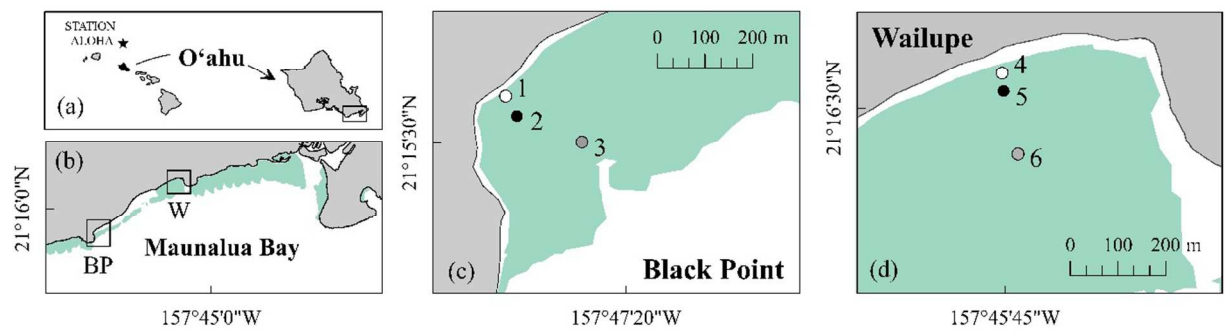 STATION
ALOHA
O‘ahu
(a)
(b)
W
BP
Maunalua Bay
21°16'0"N
157°45'0"W
0 100 200 m
1
2
3
21°15'30"N
(c)
Black Point
157°47'20"W
Wailupe
4
5
6
21°16'30"N
0 100 200 m
(d)
157°45'45"W